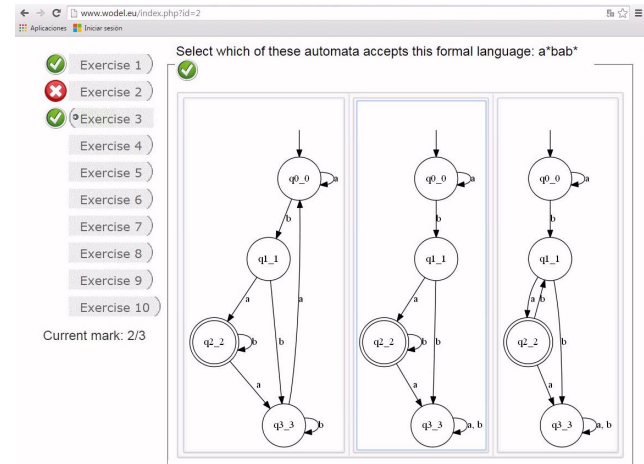 www.wodel.eu/index.php?id=2
Aplicaciones
Iniciar sesión
Select which of these automata accepts this formal language: a*bab*
Exercise 1
Exercise 2
Exercise 3
Exercise 4
Exercise 5
Exercise 6
Exercise 7
Exercise 8
Exercise 9
Exercise 10
Current mark: 2/3
q0_0
a
b
q1_1
a
b
a
q2_2
b
a
q3_3
b
q0_0
a
b
q1_1
a
b
q2_2
b
a
q3_3
a, b
q0_0
a
b
q1_1
a
b
b
q2_2
a
q3_3
a, b